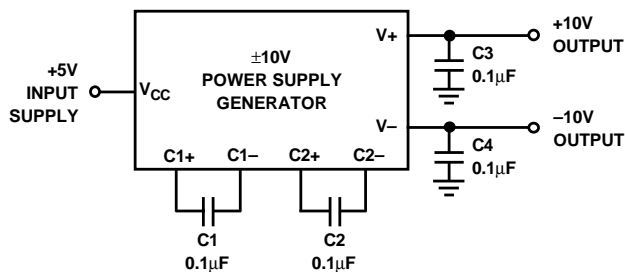 +5V
INPUT
SUPPLY
VCC
±10V
POWER SUPPLY
GENERATOR
V+
V–
C1+ C1– C2+ C2–
+10V
OUTPUT
C3
0.1μF
–10V
OUTPUT
C4
0.1μF
C1
0.1μF
C2
0.1μF